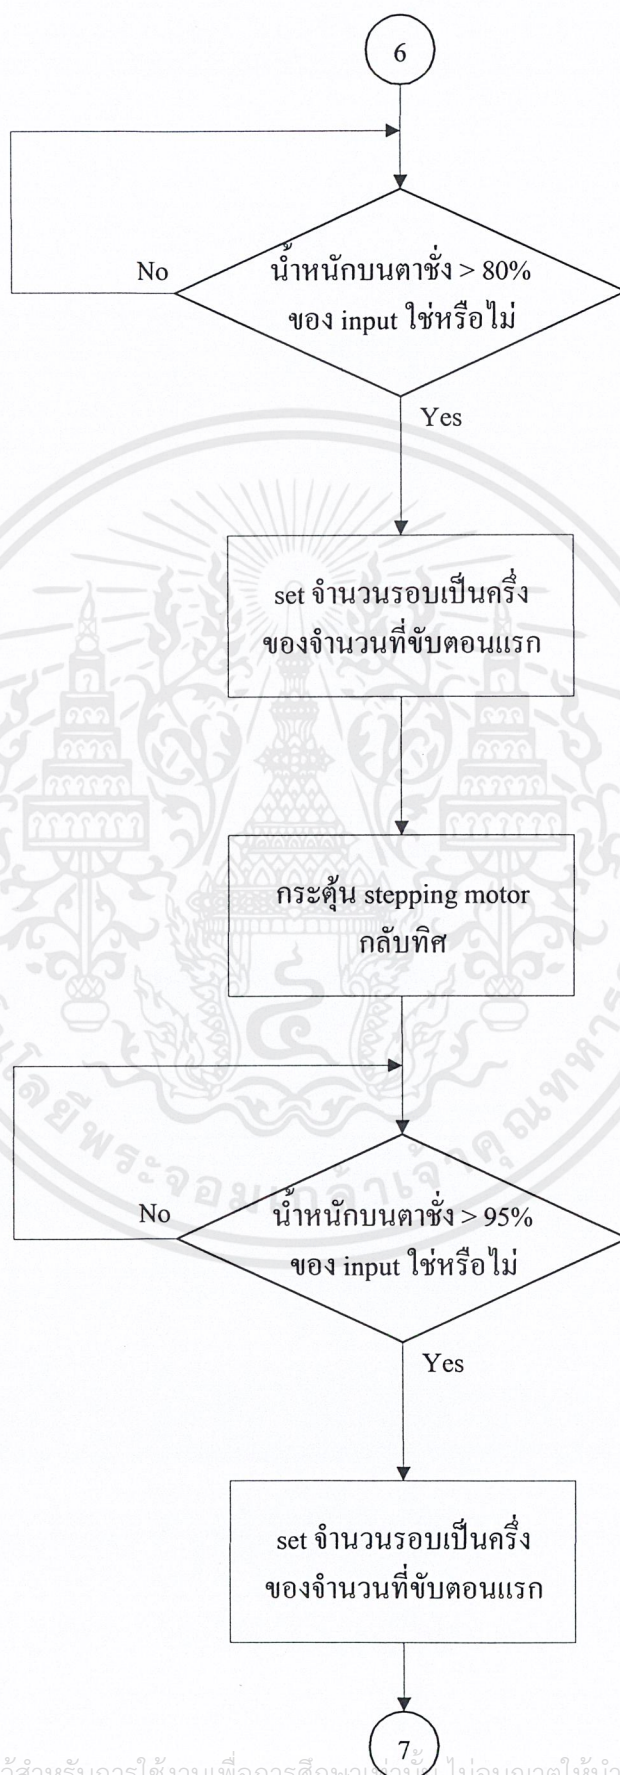 6
น้ำหนักบนตาชั่ง > 80%
No
ของ input ใช่หรือไม่
Yes
set จำนวนรอบเป็นครึ่ง
ของจำนวนที่ขับตอนแรก
กระตุ้น stepping motor
กลับทิศ
น้ำหนักบนตาชั่ง > 95%
No
ของ input ใช่หรือไม่
Yes
set จำนวนรอบเป็นครึ่ง
ของจำนวนที่ขับตอนแรก
7